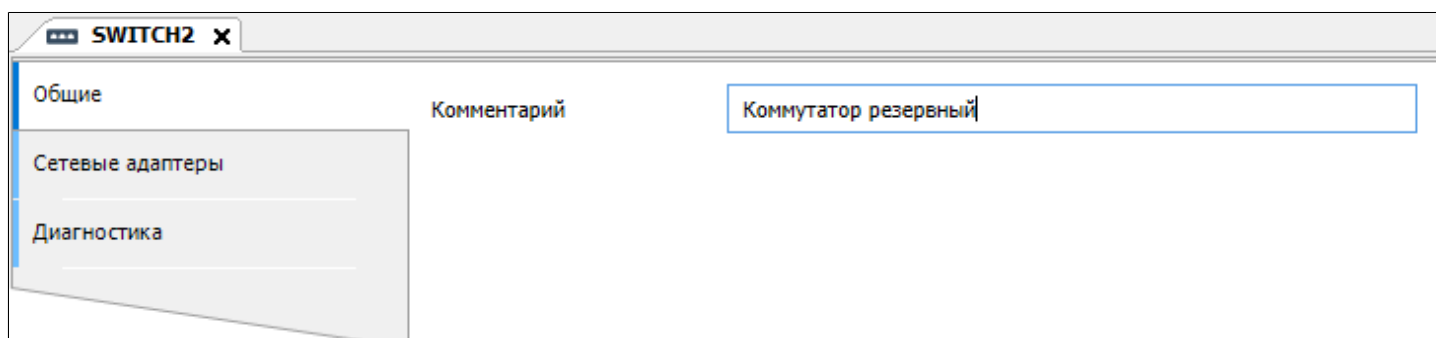 SWITCH2
Общие
Комментарий
Коммутатор резервный
Сетевые адаптеры
Диагностика